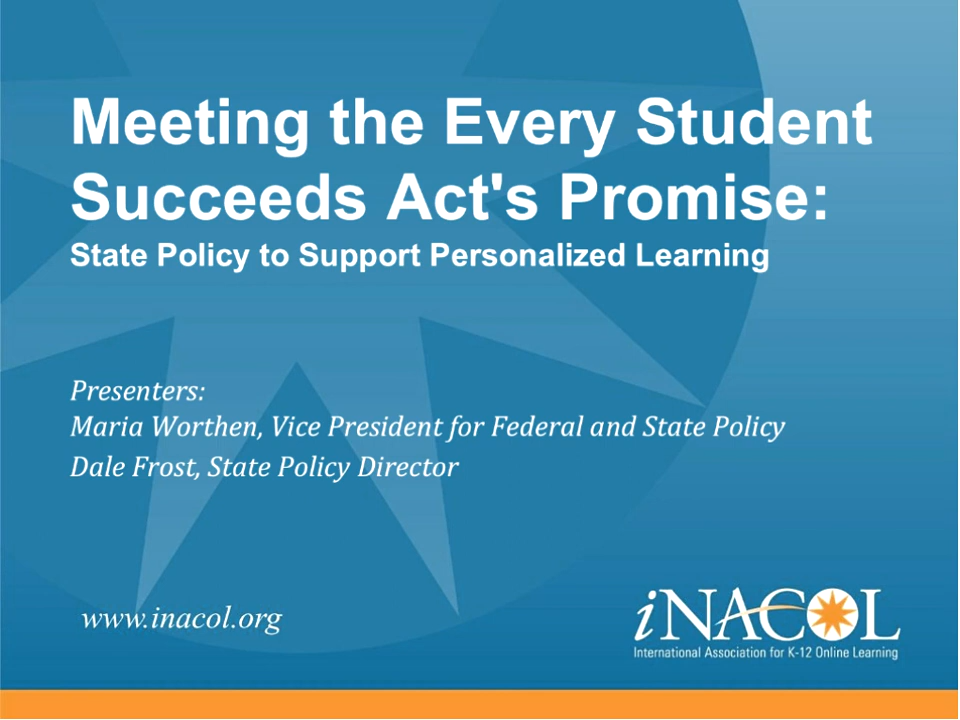 Meeting the Every Student
Succeeds Act's Promise:
State Policy to Support Personalized Learning
Presenters:
Maria Worthen, Vice President for Federal and State Policy
Dale Frost, State Policy Director
www.inacol.org
iNACOL
International Association for K-12 Online Learning